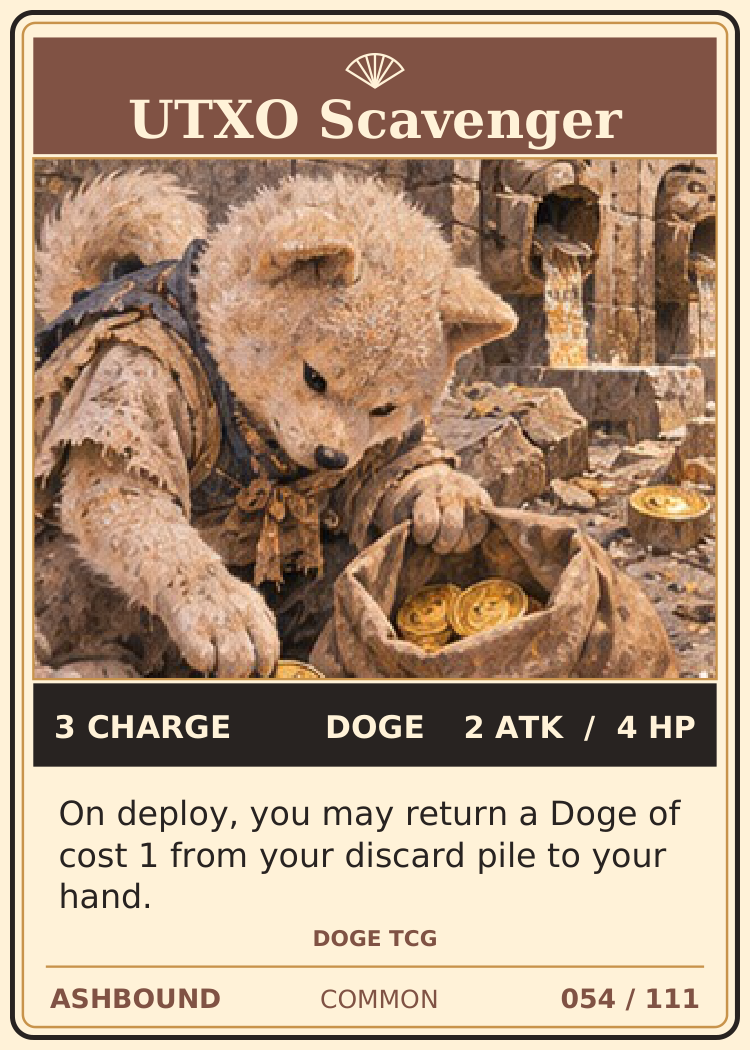 UTXO Scavenger
3 CHARGE DOGE 2 ATK / 4 HP
On deploy, you may return a Doge of
cost 1 from your discard pile to your
hand.
DOGE TCG
ASHBOUND COMMON 054 / 111